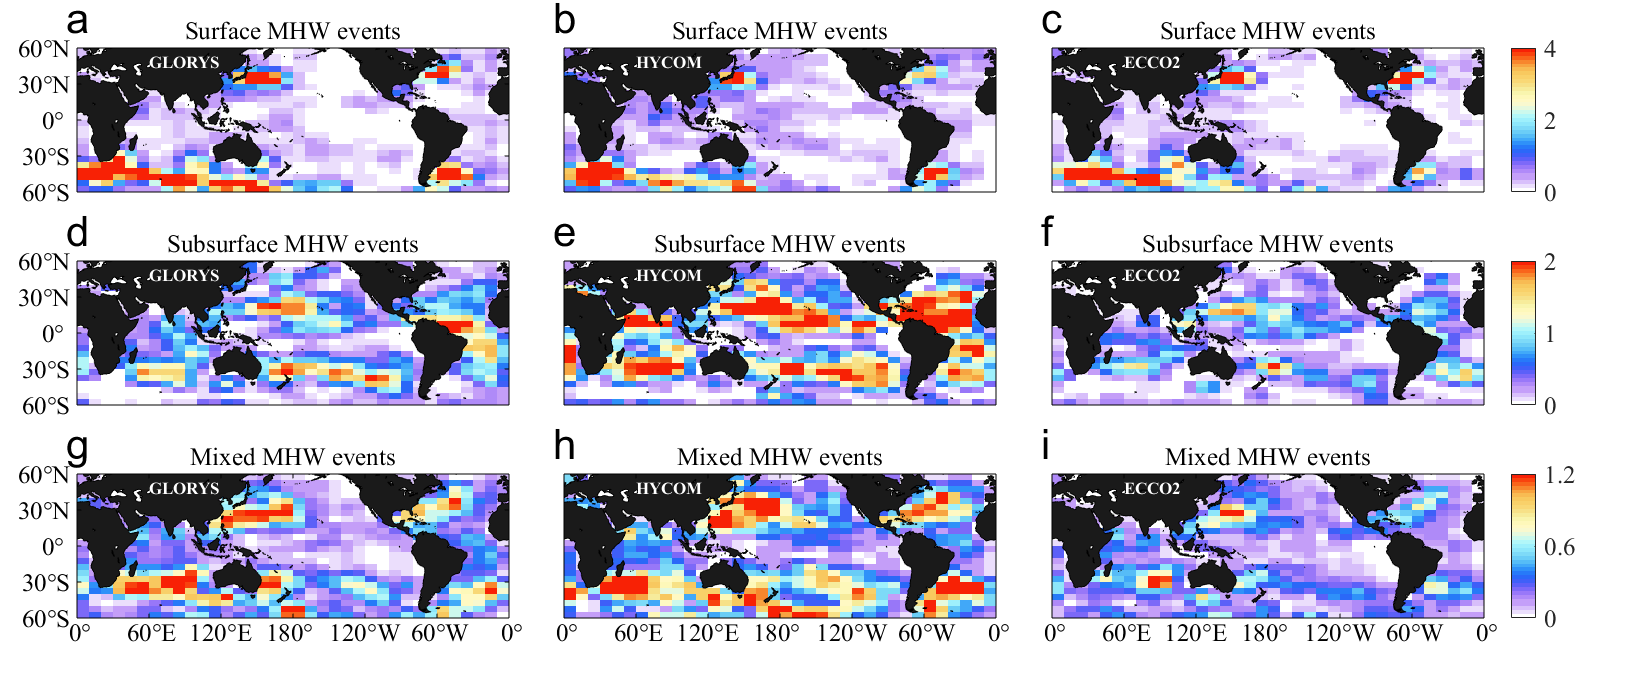 a
b
c
Surface MHW events
Surface MHW events
Surface MHW events
60°N
30°N
0°
30°S
60°S
GLORYS
HYCOM
ECCO2
4
2
0
d
e
f
Subsurface MHW events
Subsurface MHW events
Subsurface MHW events
60°N
30°N
0°
30°S
60°S
GLORYS
HYCOM
ECCO2
2
1
0
g
h
i
Mixed MHW events
Mixed MHW events
Mixed MHW events
60°N
30°N
0°
30°S
60°S
GLORYS
HYCOM
ECCO2
1.2
0.6
0
0° 60°E 120°E 180° 120°W 60°W 0°
0° 60°E 120°E 180° 120°W 60°W 0°
0° 60°E 120°E 180° 120°W 60°W 0°